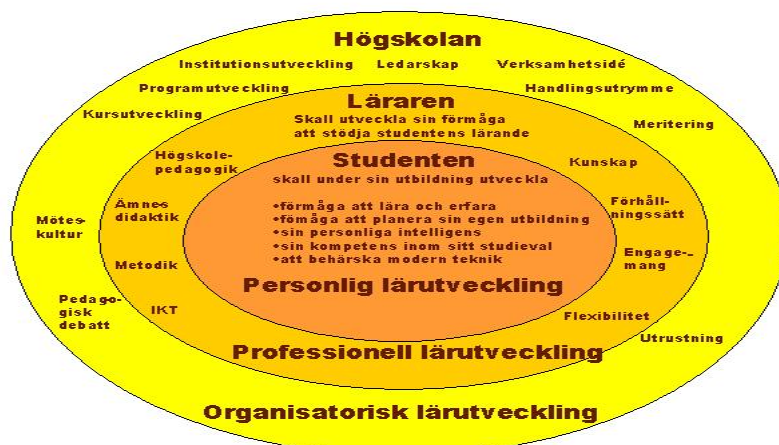 Högskolan
Institutionsutveckling Ledarskap Verksamhetsidé
Programutveckling Handlingsutrymme
Kursutveckling Meritering
Läraren
Skall utveckla sin förmåga
att stödja studentens lärande
Högskole-
pedagogik
Kunskap
Studenten
skall under sin utbildning utveckla
•förmåga att lära och erfara
•fömåga att planera sin egen utbildning
•sin personliga intelligens
•sin kompetens inom sitt studieval
•att behärska modern teknik
Personlig lärutveckling
Ämnes
didaktik
Förhåll-
ningssätt
Mötes-
kultur
Metodik
Engage-
mang
Pedago-
gisk
debatt
IKT
Flexibilitet
Utrustning
Professionell lärutveckling
Organisatorisk lärutveckling